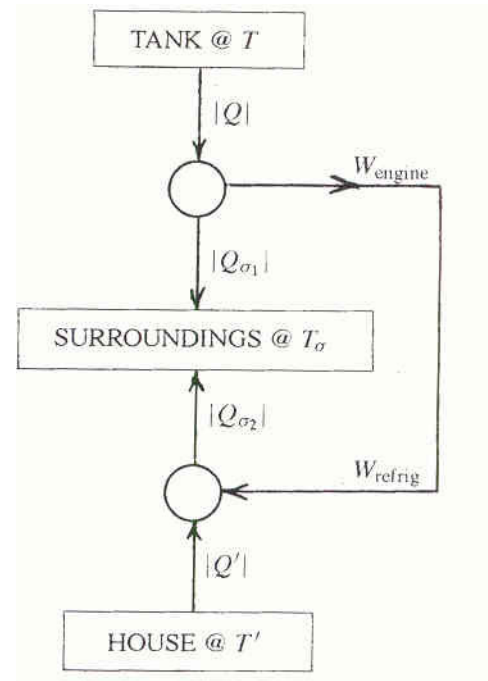 TANK @ T
|Q|
W_engine
|Q_σ₁|
SURROUNDINGS @ T_σ
|Q_σ₂|
W_refrig
|Q′|
HOUSE @ T′